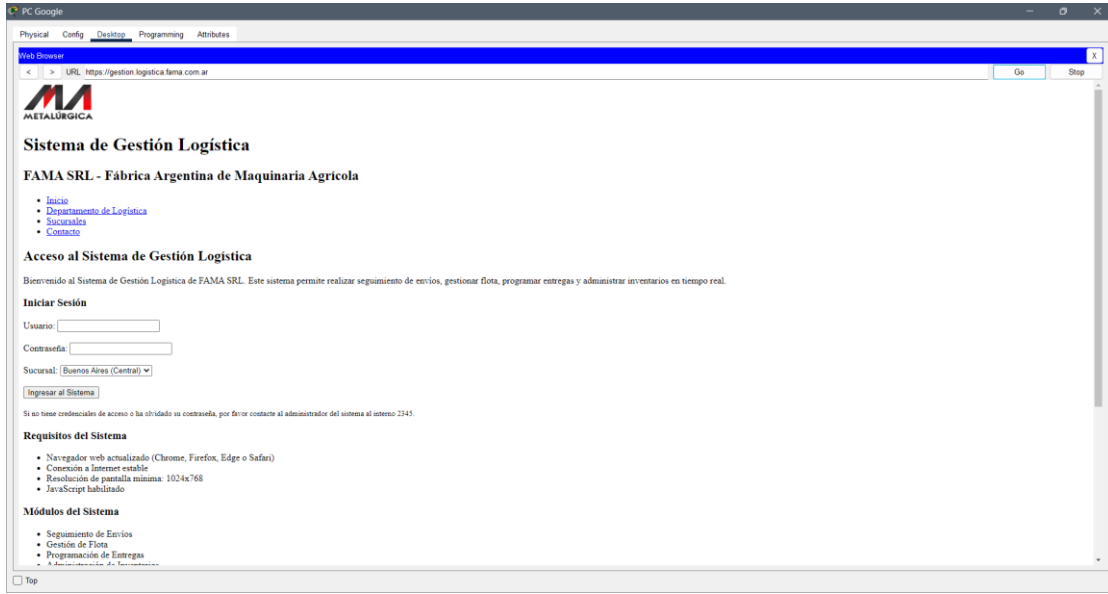 PC Google
Physical Config Desktop Programming Attributes
Web Browser X
< > URL https://gestion.logistica.fama.com.ar Go Stop
MA
METALÚRGICA
Sistema de Gestión Logística
FAMA SRL - Fábrica Argentina de Maquinaria Agrícola
Inicio
Departamento de Logística
Sucursales
Contacto
Acceso al Sistema de Gestión Logística
Bienvenido al Sistema de Gestión Logística de FAMA SRL. Este sistema permite realizar seguimiento de envíos, gestionar flota, programar entregas y administrar inventarios en tiempo real.
Iniciar Sesión
Usuario:
Contraseña:
Sucursal: Buenos Aires (Central)
Ingresar al Sistema
Si no tiene credenciales de acceso o ha olvidado su contraseña, por favor contacte al administrador del sistema al interno 2345.
Requisitos del Sistema
Navegador web actualizado (Chrome, Firefox, Edge o Safari)
Conexión a Internet estable
Resolución de pantalla mínima: 1024x768
JavaScript habilitado
Módulos del Sistema
Seguimiento de Envíos
Gestión de Flota
Programación de Entregas
Administración de Inventarios
Top